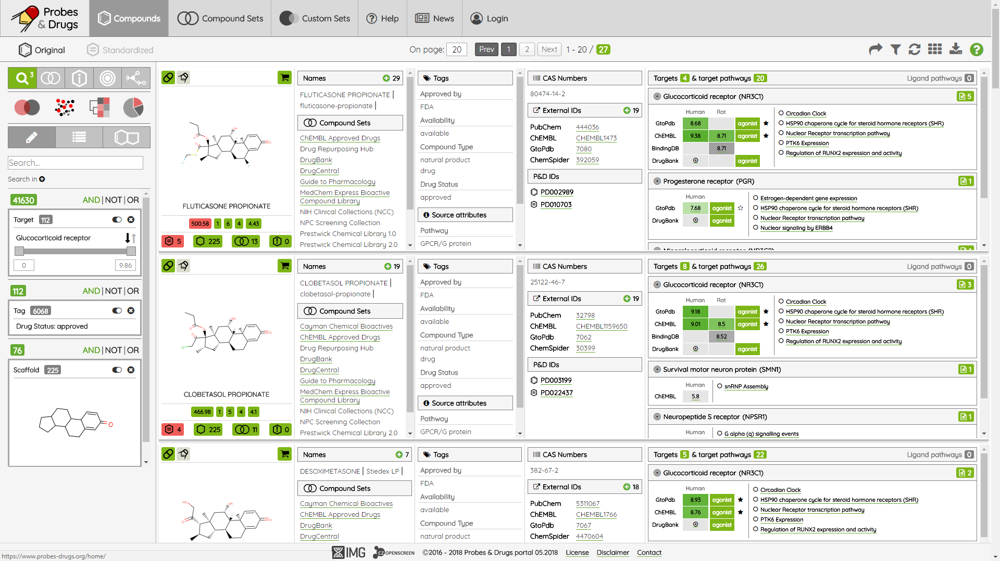 Probes
& Drugs
Compounds
Compound Sets
Custom Sets
Help
News
Login
Original
Standardized
On page: 20 Prev 1 2 Next 1 - 20 / 27
3
Search...
Search in
41630 AND | NOT | OR
Target 112
Glucocorticoid receptor
0 9.86
112 AND | NOT | OR
Tag 6068
Drug Status: approved
76 AND | NOT | OR
Scaffold 225
O
FLUTICASONE PROPIONATE
500.58 1 6 4 4.43
5 225 13 0
Names 29
FLUTICASONE PROPIONATE |
fluticasone-propionate |
Compound Sets
ChEMBL Approved Drugs
Drug Repurposing Hub
DrugBank
DrugCentral
Guide to Pharmacology
MedChem Express Bioactive
Compound Library
NIH Clinical Collections (NCC)
NPC Screening Collection
Prestwick Chemical Library 1.0
Prestwick Chemical Library 2.0
Tags
Approved by
FDA
Availability
available
Compound Type
natural product
drug
Drug Status
approved
Source attributes
Pathway
GPCR/G protein
CAS Numbers
80474-14-2
External IDs 19
PubChem 444036
ChEMBL CHEMBL1473
GtoPdb 7080
ChemSpider 392059
P&D IDs
PD002989
PD010703
Targets 4 & target pathways 20 Ligand pathways 0
Glucocorticoid receptor (NR3C1) 5
Human Rat
GtoPdb 8.68 agonist
ChEMBL 9.38 8.71 agonist
BindingDB 8.71
DrugBank agonist
Circadian Clock
HSP90 chaperone cycle for steroid hormone receptors (SHR)
Nuclear Receptor transcription pathway
PTK6 Expression
Regulation of RUNX2 expression and activity
Progesterone receptor (PGR) 1
Human
GtoPdb 7.68 agonist
DrugBank agonist
Estrogen-dependent gene expression
HSP90 chaperone cycle for steroid hormone receptors (SHR)
Nuclear Receptor transcription pathway
Nuclear signaling by ERBB4
CLOBETASOL PROPIONATE
466.98 1 5 4 4.1
4 225 11 0
Names 19
CLOBETASOL PROPIONATE |
clobetasol-propionate |
Compound Sets
Cayman Chemical Bioactives
ChEMBL Approved Drugs
Drug Repurposing Hub
DrugBank
DrugCentral
Guide to Pharmacology
MedChem Express Bioactive
Compound Library
NIH Clinical Collections (NCC)
NPC Screening Collection
Prestwick Chemical Library 2.0
Tags
Approved by
FDA
Availability
available
Compound Type
natural product
drug
Drug Status
approved
Source attributes
Pathway
GPCR/G protein
CAS Numbers
25122-46-7
External IDs 19
PubChem 32798
ChEMBL CHEMBL1159650
GtoPdb 7062
ChemSpider 30399
P&D IDs
PD003199
PD022437
Targets 8 & target pathways 26 Ligand pathways 0
Glucocorticoid receptor (NR3C1) 3
Human Rat
GtoPdb 9.18 agonist
ChEMBL 9.01 8.5 agonist
BindingDB 8.52
DrugBank agonist
Circadian Clock
HSP90 chaperone cycle for steroid hormone receptors (SHR)
Nuclear Receptor transcription pathway
PTK6 Expression
Regulation of RUNX2 expression and activity
Survival motor neuron protein (SMN1) 1
Human
ChEMBL 5.8
snRNP Assembly
Neuropeptide S receptor (NPSR1) 1
Human
G alpha (q) signalling events
Names 7
DESOXIMETASONE | Stiedex LP |
Compound Sets
Cayman Chemical Bioactives
ChEMBL Approved Drugs
DrugBank
DrugCentral
Tags
Approved by
FDA
Availability
available
Compound Type
natural product
CAS Numbers
382-67-2
External IDs 18
PubChem 5311067
ChEMBL CHEMBL1766
GtoPdb 7067
ChemSpider 4470604
Targets 5 & target pathways 22 Ligand pathways 0
Glucocorticoid receptor (NR3C1) 2
Human
GtoPdb 8.93 agonist
ChEMBL 8.76 agonist
DrugBank agonist
Circadian Clock
HSP90 chaperone cycle for steroid hormone receptors (SHR)
Nuclear Receptor transcription pathway
PTK6 Expression
Regulation of RUNX2 expression and activity
IMG CZ OPENSCREEN ©2016 - 2018 Probes & Drugs portal 05.2018 License Disclaimer Contact
https://www.probes-drugs.org/home/